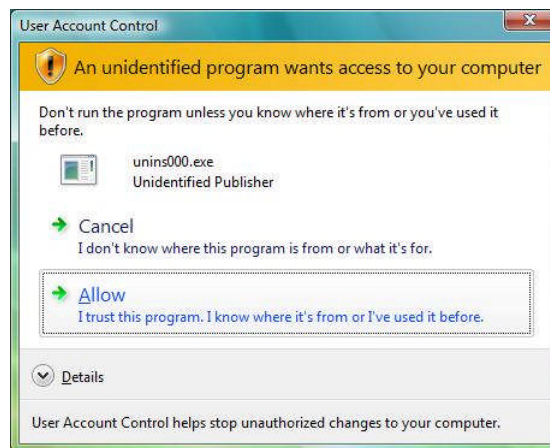 User Account Control
An unidentified program wants access to your computer
Don't run the program unless you know where it's from or you've used it
before.
unins000.exe
Unidentified Publisher
Cancel
I don't know where this program is from or what it's for.
Allow
I trust this program. I know where it's from or I've used it before.
Details
User Account Control helps stop unauthorized changes to your computer.